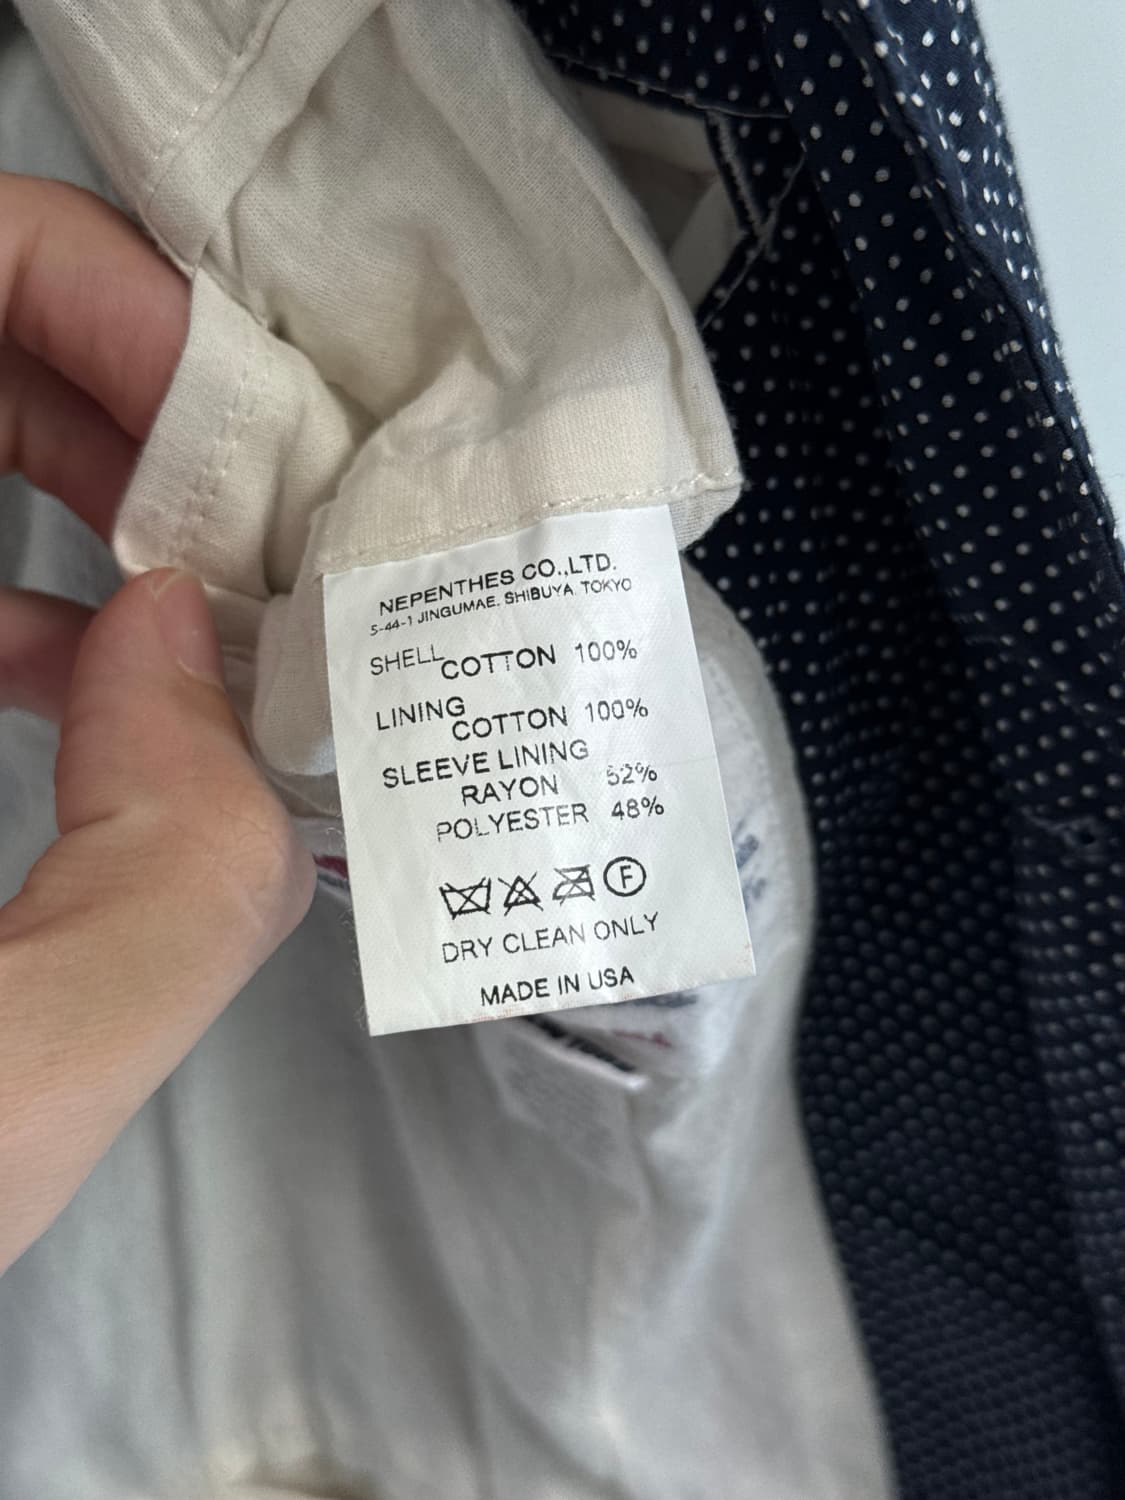 NEPENTHES CO.,LTD.
5-44-1 JINGUMAE. SHIBUYA TOKYO
SHELL
COTTON 100%
LINING
COTTON 100%
SLEEVE LINING
RAYON 52%
POLYESTER 48%
F
DRY CLEAN ONLY
MADE IN USA